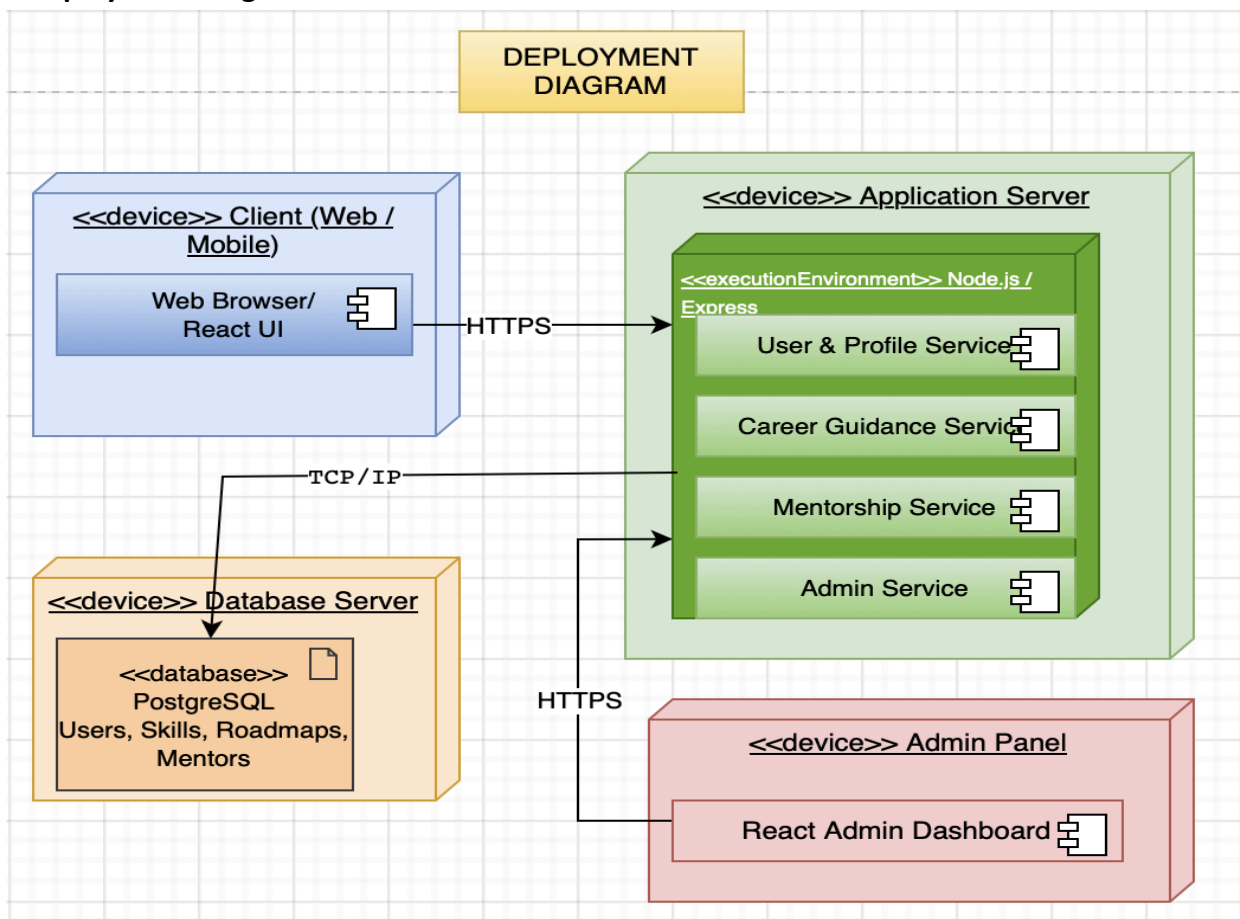 DEPLOYMENT
DIAGRAM
<<device>> Client (Web /
Mobile)
Web Browser/
React UI
HTTPS
<<device>> Application Server
<<executionEnvironment>> Node.js /
Express
User & Profile Service
Career Guidance Servic
Mentorship Service
Admin Service
TCP/IP
<<device>> Database Server
<<database>>
PostgreSQL
Users, Skills, Roadmaps,
Mentors
HTTPS
<<device>> Admin Panel
React Admin Dashboard